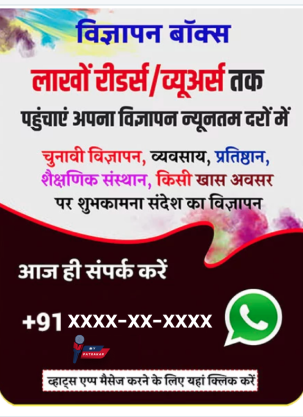 विज्ञापन बॉक्स
लाखों रीडर्स/व्यूअर्स तक
पहुंचाएं अपना विज्ञापन न्यूनतम दरों में
चुनावी विज्ञापन, व्यवसाय, प्रतिष्ठान,
शैक्षणिक संस्थान, किसी खास अवसर
पर शुभकामना संदेश का विज्ञापन
आज ही संपर्क करें
+91 XXXX-XX-XXXX
PATRAKAR
व्हाट्स एप्प मैसेज करने के लिए यहां क्लिक करें